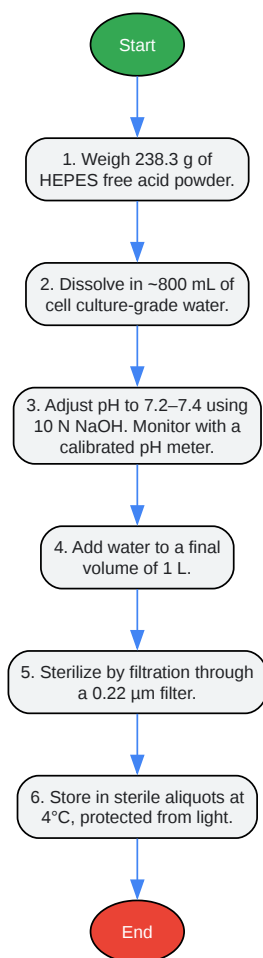 Start
1. Weigh 238.3 g of
HEPES free acid powder.
2. Dissolve in ~800 mL of
cell culture-grade water.
3. Adjust pH to 7.2–7.4 using
10 N NaOH. Monitor with a
calibrated pH meter.
4. Add water to a final
volume of 1 L.
5. Sterilize by filtration through
a 0.22 µm filter.
6. Store in sterile aliquots at
4°C, protected from light.
End